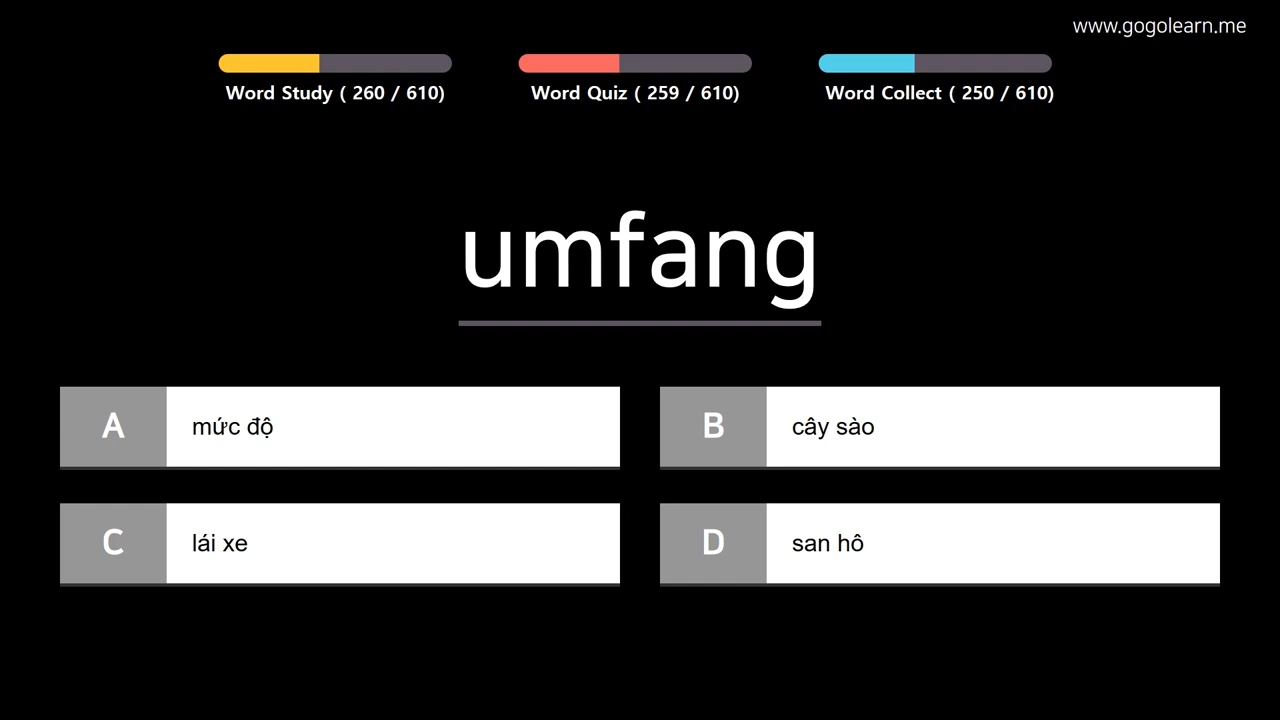 www.gogolearn.me
Word Study ( 260 / 610)
Word Quiz ( 259 / 610)
Word Collect ( 250 / 610)
umfang
A
mức độ
B
cây sào
C
lái xe
D
san hô